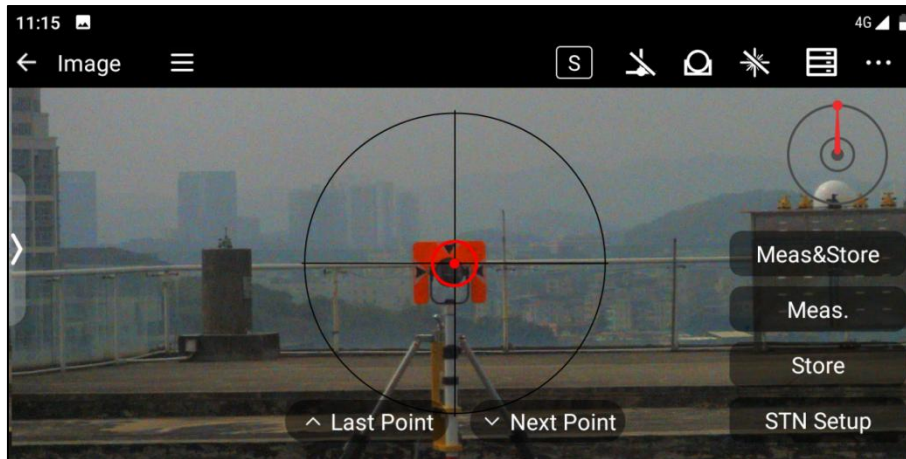 11:15
4G
Image
S
Meas&Store
Meas.
Store
Last Point
Next Point
STN Setup